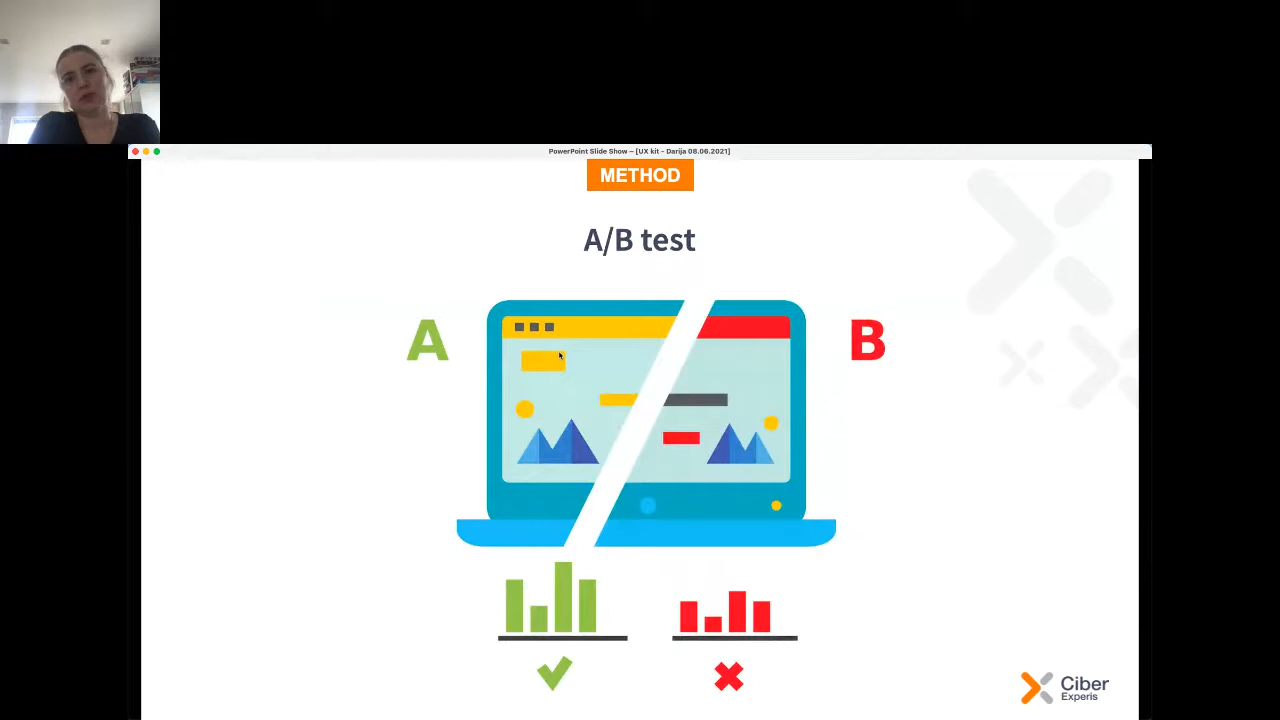 PowerPoint Slide Show – [UX kit - Darija 08.06.2021]
METHOD
A/B test
A
B
Ciber
Experis